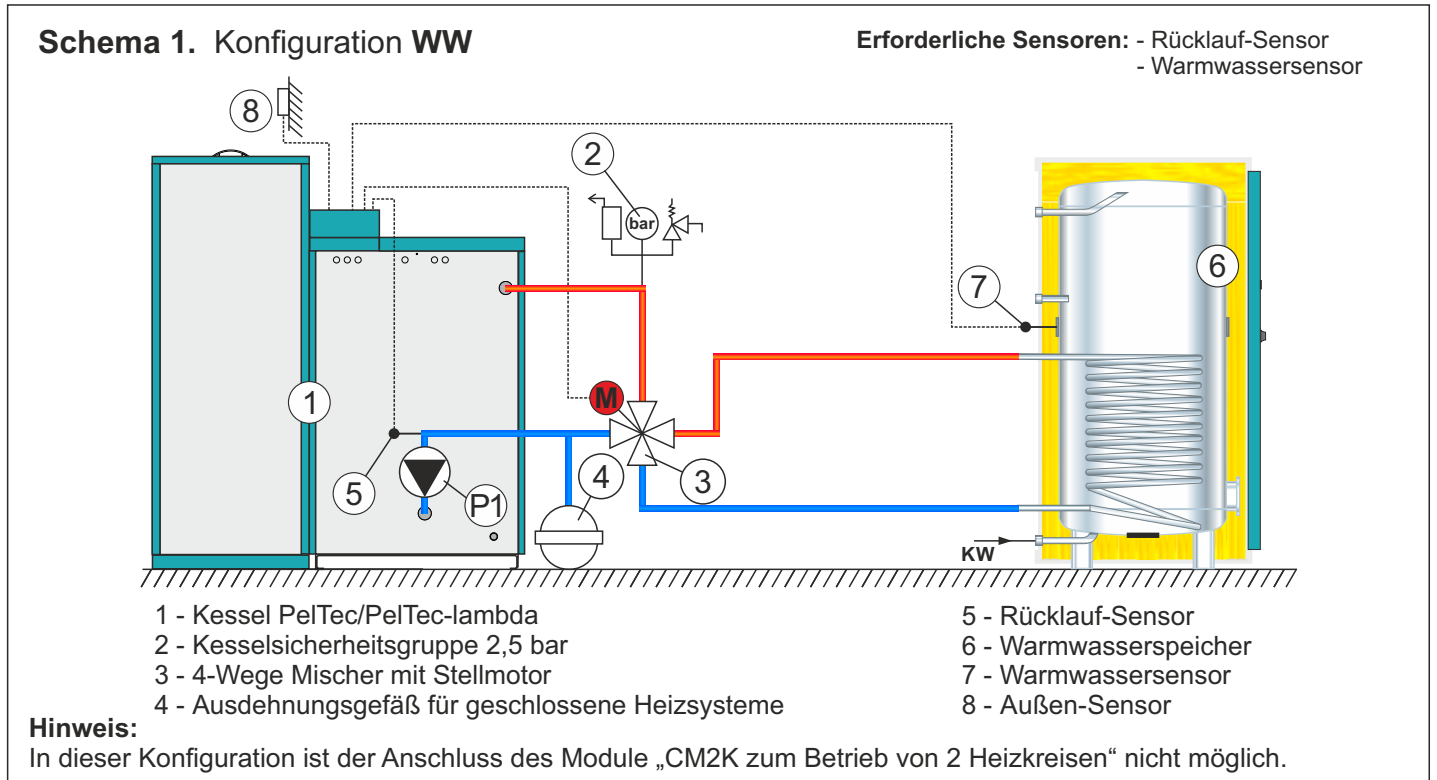 Schema 1. Konfiguration WW
Erforderliche Sensoren: - Rücklauf-Sensor
- Warmwassersensor
8
2
bar
7
6
1
M
5
P1
4
3
KW
1 - Kessel PelTec/PelTec-lambda
2 - Kesselsicherheitsgruppe 2,5 bar
3 - 4-Wege Mischer mit Stellmotor
4 - Ausdehnungsgefäß für geschlossene Heizsysteme
5 - Rücklauf-Sensor
6 - Warmwasserspeicher
7 - Warmwassersensor
8 - Außen-Sensor
Hinweis:
In dieser Konfiguration ist der Anschluss des Module „CM2K zum Betrieb von 2 Heizkreisen“ nicht möglich.